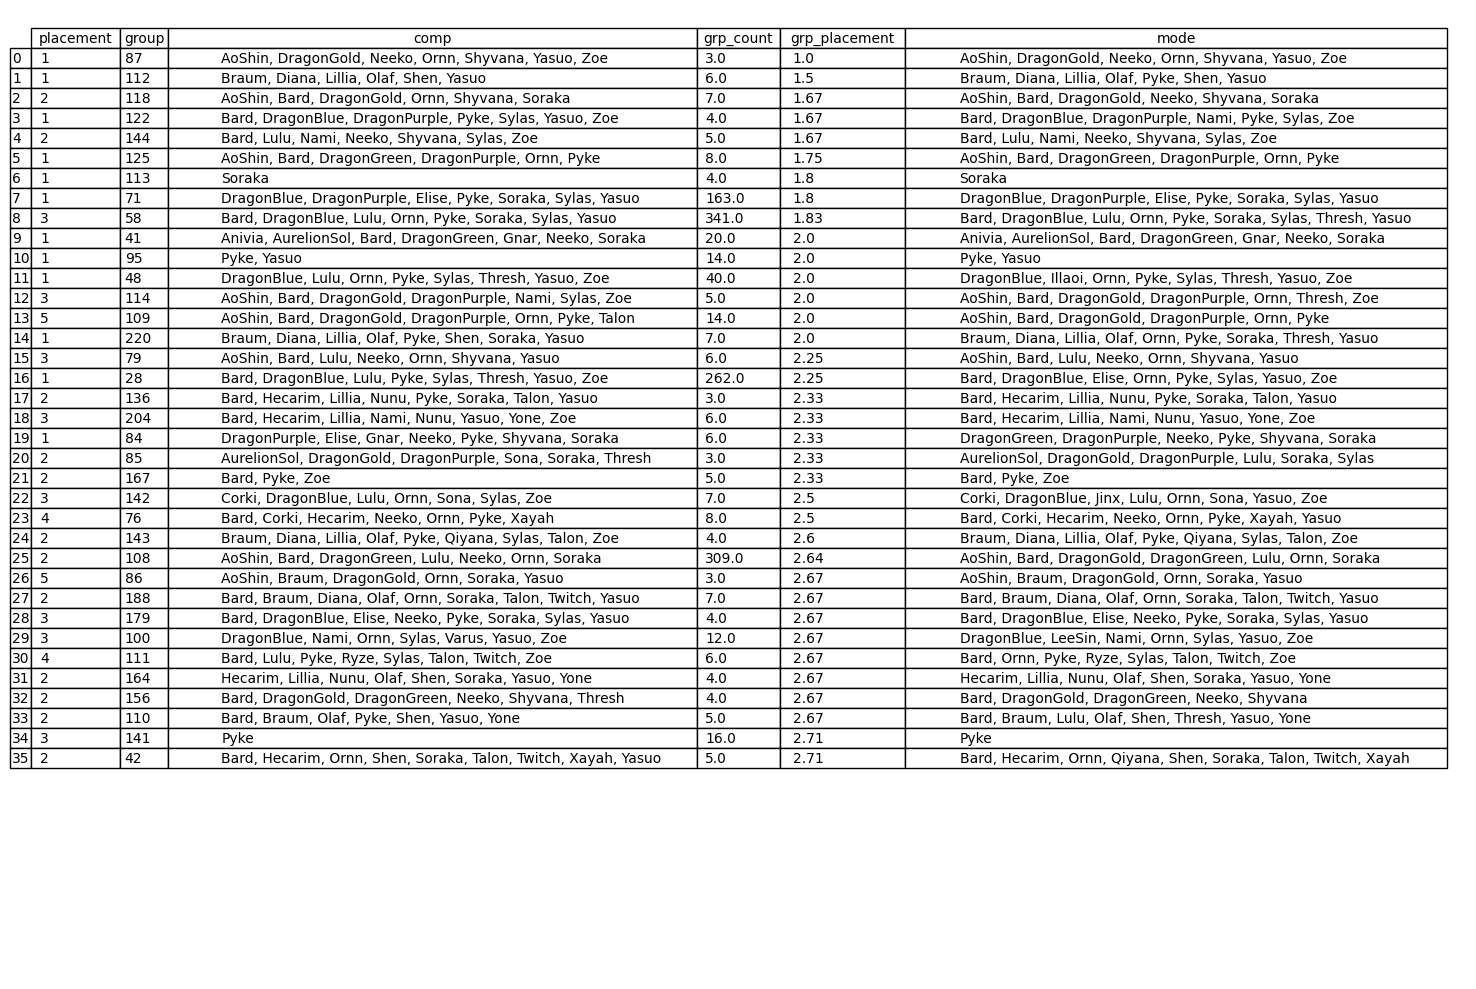 placement group comp grp_count grp_placement mode
0 1 87 AoShin, DragonGold, Neeko, Ornn, Shyvana, Yasuo, Zoe 3.0 1.0 AoShin, DragonGold, Neeko, Ornn, Shyvana, Yasuo, Zoe
1 1 112 Braum, Diana, Lillia, Olaf, Shen, Yasuo 6.0 1.5 Braum, Diana, Lillia, Olaf, Pyke, Shen, Yasuo
2 2 118 AoShin, Bard, DragonGold, Ornn, Shyvana, Soraka 7.0 1.67 AoShin, Bard, DragonGold, Neeko, Shyvana, Soraka
3 1 122 Bard, DragonBlue, DragonPurple, Pyke, Sylas, Yasuo, Zoe 4.0 1.67 Bard, DragonBlue, DragonPurple, Nami, Pyke, Sylas, Zoe
4 2 144 Bard, Lulu, Nami, Neeko, Shyvana, Sylas, Zoe 5.0 1.67 Bard, Lulu, Nami, Neeko, Shyvana, Sylas, Zoe
5 1 125 AoShin, Bard, DragonGreen, DragonPurple, Ornn, Pyke 8.0 1.75 AoShin, Bard, DragonGreen, DragonPurple, Ornn, Pyke
6 1 113 Soraka 4.0 1.8 Soraka
7 1 71 DragonBlue, DragonPurple, Elise, Pyke, Soraka, Sylas, Yasuo 163.0 1.8 DragonBlue, DragonPurple, Elise, Pyke, Soraka, Sylas, Yasuo
8 3 58 Bard, DragonBlue, Lulu, Ornn, Pyke, Soraka, Sylas, Yasuo 341.0 1.83 Bard, DragonBlue, Lulu, Ornn, Pyke, Soraka, Sylas, Thresh, Yasuo
9 1 41 Anivia, AurelionSol, Bard, DragonGreen, Gnar, Neeko, Soraka 20.0 2.0 Anivia, AurelionSol, Bard, DragonGreen, Gnar, Neeko, Soraka
10 1 95 Pyke, Yasuo 14.0 2.0 Pyke, Yasuo
11 1 48 DragonBlue, Lulu, Ornn, Pyke, Sylas, Thresh, Yasuo, Zoe 40.0 2.0 DragonBlue, Illaoi, Ornn, Pyke, Sylas, Thresh, Yasuo, Zoe
12 3 114 AoShin, Bard, DragonGold, DragonPurple, Nami, Sylas, Zoe 5.0 2.0 AoShin, Bard, DragonGold, DragonPurple, Ornn, Thresh, Zoe
13 5 109 AoShin, Bard, DragonGold, DragonPurple, Ornn, Pyke, Talon 14.0 2.0 AoShin, Bard, DragonGold, DragonPurple, Ornn, Pyke
14 1 220 Braum, Diana, Lillia, Olaf, Pyke, Shen, Soraka, Yasuo 7.0 2.0 Braum, Diana, Lillia, Olaf, Ornn, Pyke, Soraka, Thresh, Yasuo
15 3 79 AoShin, Bard, Lulu, Neeko, Ornn, Shyvana, Yasuo 6.0 2.25 AoShin, Bard, Lulu, Neeko, Ornn, Shyvana, Yasuo
16 1 28 Bard, DragonBlue, Lulu, Pyke, Sylas, Thresh, Yasuo, Zoe 262.0 2.25 Bard, DragonBlue, Elise, Ornn, Pyke, Sylas, Yasuo, Zoe
17 2 136 Bard, Hecarim, Lillia, Nunu, Pyke, Soraka, Talon, Yasuo 3.0 2.33 Bard, Hecarim, Lillia, Nunu, Pyke, Soraka, Talon, Yasuo
18 3 204 Bard, Hecarim, Lillia, Nami, Nunu, Yasuo, Yone, Zoe 6.0 2.33 Bard, Hecarim, Lillia, Nami, Nunu, Yasuo, Yone, Zoe
19 1 84 DragonPurple, Elise, Gnar, Neeko, Pyke, Shyvana, Soraka 6.0 2.33 DragonGreen, DragonPurple, Neeko, Pyke, Shyvana, Soraka
20 2 85 AurelionSol, DragonGold, DragonPurple, Sona, Soraka, Thresh 3.0 2.33 AurelionSol, DragonGold, DragonPurple, Lulu, Soraka, Sylas
21 2 167 Bard, Pyke, Zoe 5.0 2.33 Bard, Pyke, Zoe
22 3 142 Corki, DragonBlue, Lulu, Ornn, Sona, Sylas, Zoe 7.0 2.5 Corki, DragonBlue, Jinx, Lulu, Ornn, Sona, Yasuo, Zoe
23 4 76 Bard, Corki, Hecarim, Neeko, Ornn, Pyke, Xayah 8.0 2.5 Bard, Corki, Hecarim, Neeko, Ornn, Pyke, Xayah, Yasuo
24 2 143 Braum, Diana, Lillia, Olaf, Pyke, Qiyana, Sylas, Talon, Zoe 4.0 2.6 Braum, Diana, Lillia, Olaf, Pyke, Qiyana, Sylas, Talon, Zoe
25 2 108 AoShin, Bard, DragonGreen, Lulu, Neeko, Ornn, Soraka 309.0 2.64 AoShin, Bard, DragonGold, DragonGreen, Lulu, Ornn, Soraka
26 5 86 AoShin, Braum, DragonGold, Ornn, Soraka, Yasuo 3.0 2.67 AoShin, Braum, DragonGold, Ornn, Soraka, Yasuo
27 2 188 Bard, Braum, Diana, Olaf, Ornn, Soraka, Talon, Twitch, Yasuo 7.0 2.67 Bard, Braum, Diana, Olaf, Ornn, Soraka, Talon, Twitch, Yasuo
28 3 179 Bard, DragonBlue, Elise, Neeko, Pyke, Soraka, Sylas, Yasuo 4.0 2.67 Bard, DragonBlue, Elise, Neeko, Pyke, Soraka, Sylas, Yasuo
29 3 100 DragonBlue, Nami, Ornn, Sylas, Varus, Yasuo, Zoe 12.0 2.67 DragonBlue, LeeSin, Nami, Ornn, Sylas, Yasuo, Zoe
30 4 111 Bard, Lulu, Pyke, Ryze, Sylas, Talon, Twitch, Zoe 6.0 2.67 Bard, Ornn, Pyke, Ryze, Sylas, Talon, Twitch, Zoe
31 2 164 Hecarim, Lillia, Nunu, Olaf, Shen, Soraka, Yasuo, Yone 4.0 2.67 Hecarim, Lillia, Nunu, Olaf, Shen, Soraka, Yasuo, Yone
32 2 156 Bard, DragonGold, DragonGreen, Neeko, Shyvana, Thresh 4.0 2.67 Bard, DragonGold, DragonGreen, Neeko, Shyvana
33 2 110 Bard, Braum, Olaf, Pyke, Shen, Yasuo, Yone 5.0 2.67 Bard, Braum, Lulu, Olaf, Shen, Thresh, Yasuo, Yone
34 3 141 Pyke 16.0 2.71 Pyke
35 2 42 Bard, Hecarim, Ornn, Shen, Soraka, Talon, Twitch, Xayah, Yasuo 5.0 2.71 Bard, Hecarim, Ornn, Qiyana, Shen, Soraka, Talon, Twitch, Xayah